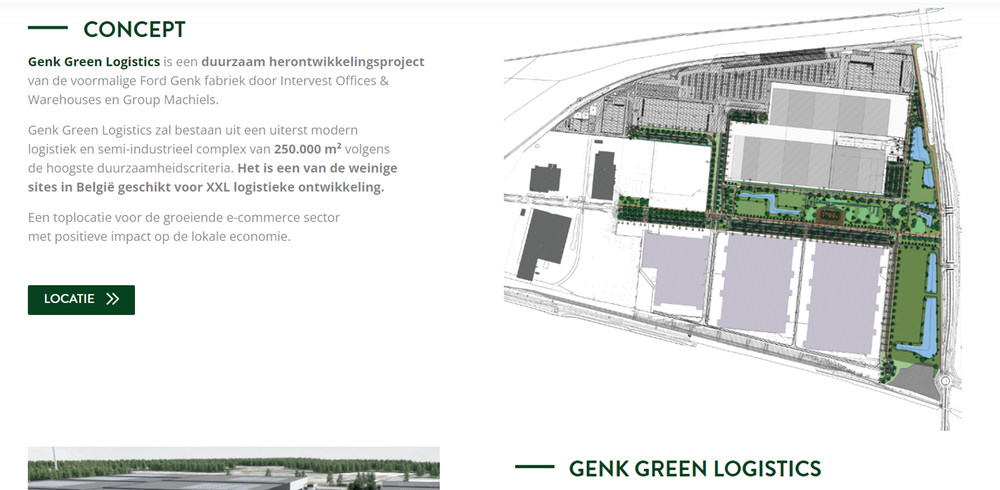 CONCEPT
Genk Green Logistics is een duurzaam herontwikkelingsproject
van de voormalige Ford Genk fabriek door Intervest Offices &
Warehouses en Group Machiels.
Genk Green Logistics zal bestaan uit een uiterst modern
logistiek en semi-industrieel complex van 250.000 m² volgens
de hoogste duurzaamheidscriteria. Het is een van de weinige
sites in België geschikt voor XXL logistieke ontwikkeling.
Een toplocatie voor de groeiende e-commerce sector
met positieve impact op de lokale economie.
LOCATIE
GENK GREEN LOGISTICS